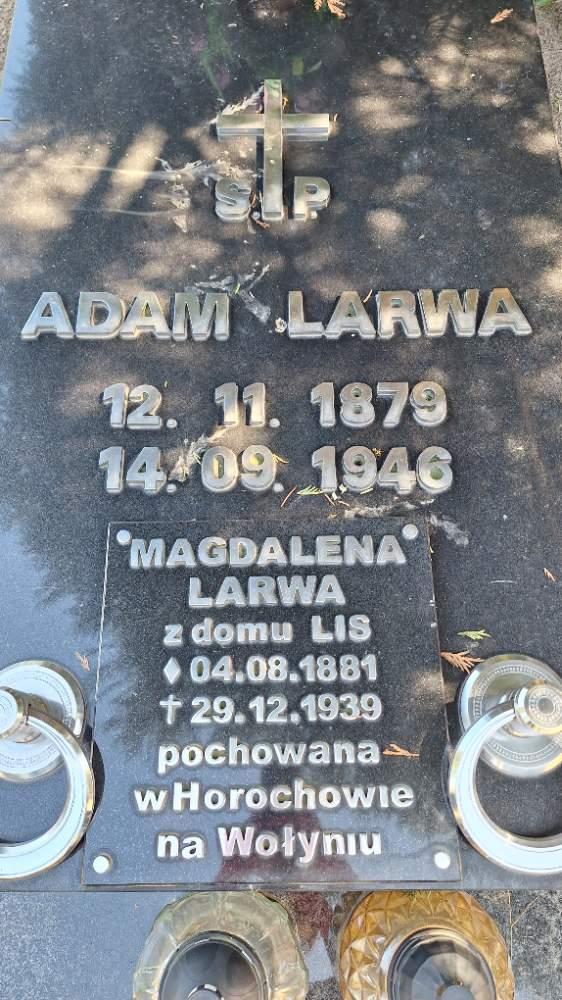 Ś.P.
ADAM LARWA
12. 11. 1879
14. 09. 1946
MAGDALENA
LARWA
z domu LIS
♦ 04.08.1881
† 29.12.1939
pochowana
w Horochowie
na Wołyniu